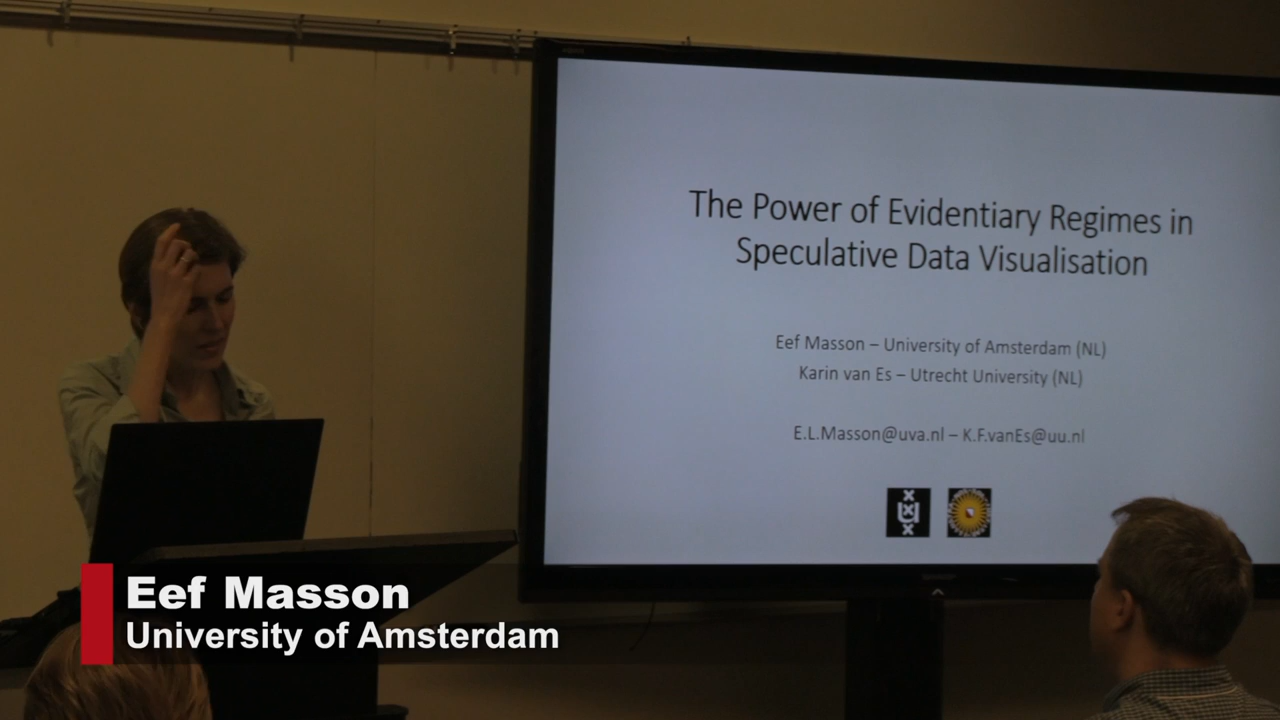 The Power of Evidentiary Regimes in
Speculative Data Visualisation
Eef Masson – University of Amsterdam (NL)
Karin van Es – Utrecht University (NL)
E.L.Masson@uva.nl – K.F.vanEs@uu.nl
Eef Masson
University of Amsterdam